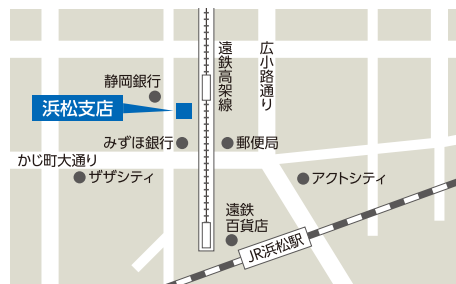 遠鉄高架線
広小路通り
静岡銀行
浜松支店
みずほ銀行
郵便局
かじ町大通り
ザザシティ
アクトシティ
遠鉄
百貨店
JR浜松駅